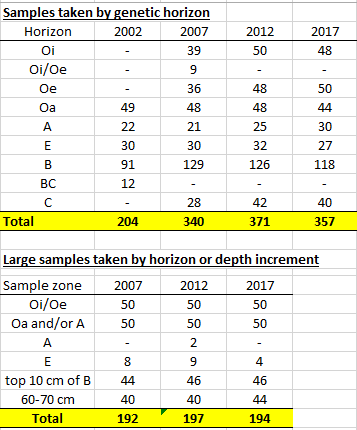 Samples taken by genetic horizon
Horizon 2002 2007 2012 2017
Oi - 39 50 48
Oi/Oe - 9 - -
Oe - 36 48 50
Oa 49 48 48 44
A 22 21 25 30
E 30 30 32 27
B 91 129 126 118
BC 12 - - -
C - 28 42 40
Total 204 340 371 357
Large samples taken by horizon or depth increment
Sample zone 2007 2012 2017
Oi/Oe 50 50 50
Oa and/or A 50 50 50
A - 2 -
E 8 9 4
top 10 cm of B 44 46 46
60-70 cm 40 40 44
Total 192 197 194